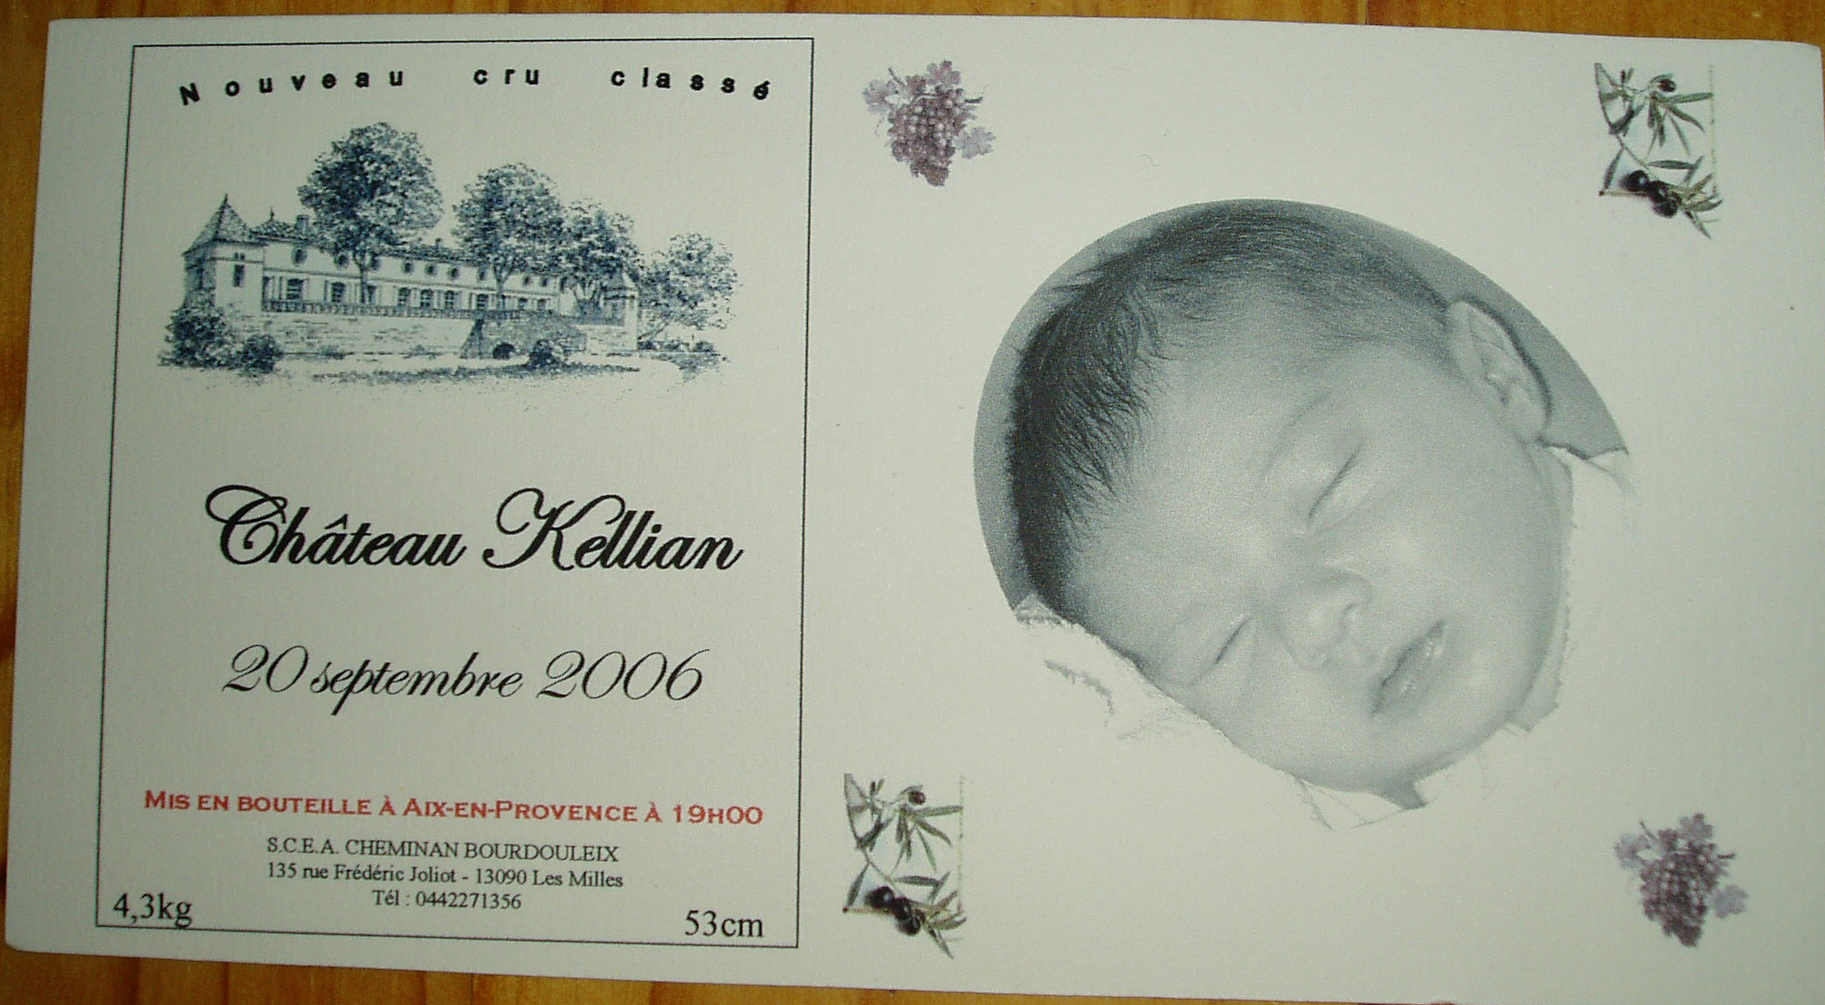 Nouveau cru classé
Château Kellian
20 septembre 2006
MIS EN BOUTEILLE À AIX-EN-PROVENCE À 19H00
S.C.E.A. CHEMINAN BOURDOULEIX
135 rue Frédéric Joliot - 13090 Les Milles
Tél : 0442271356
4,3kg
53cm